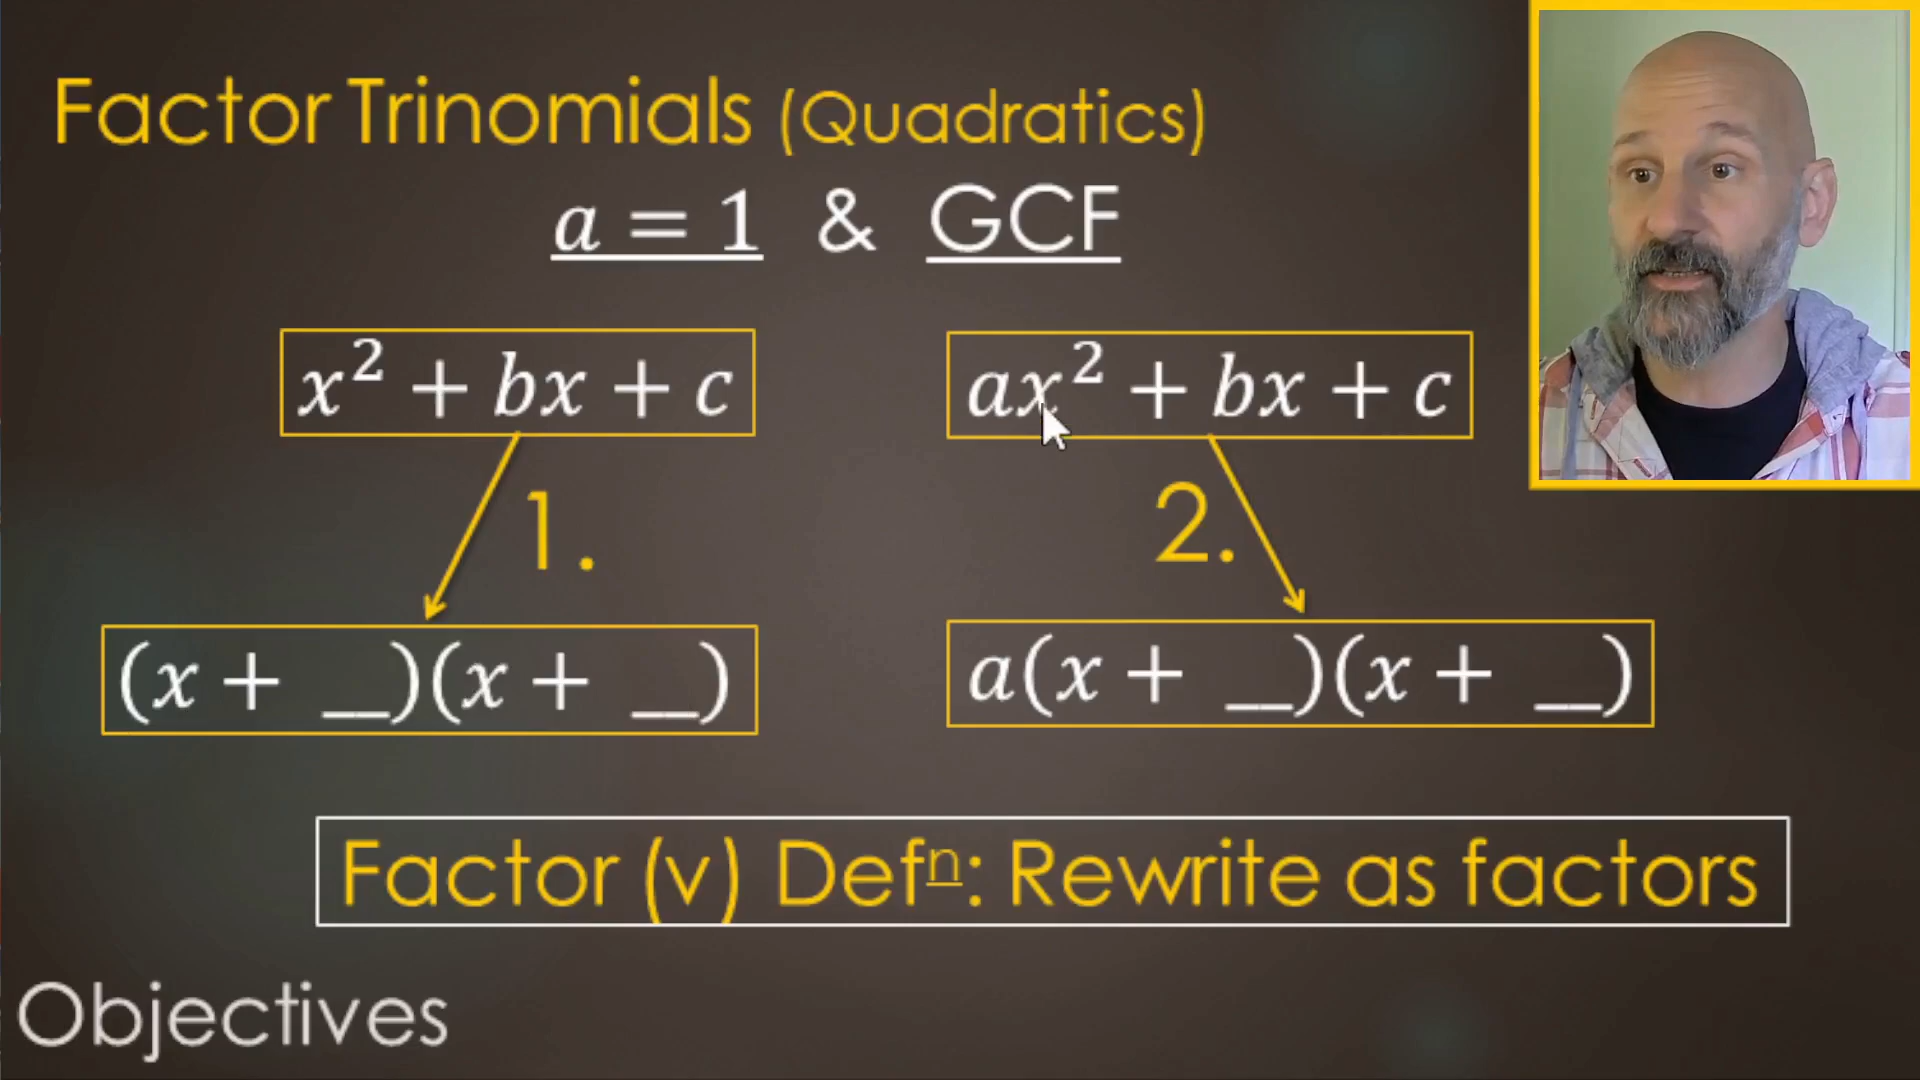 Factor Trinomials (Quadratics)
a = 1 & GCF
x² + bx + c
ax² + bx + c
1.
2.
(x + __)(x + __)
a(x + __)(x + __)
Factor (v) Defⁿ: Rewrite as factors
Objectives